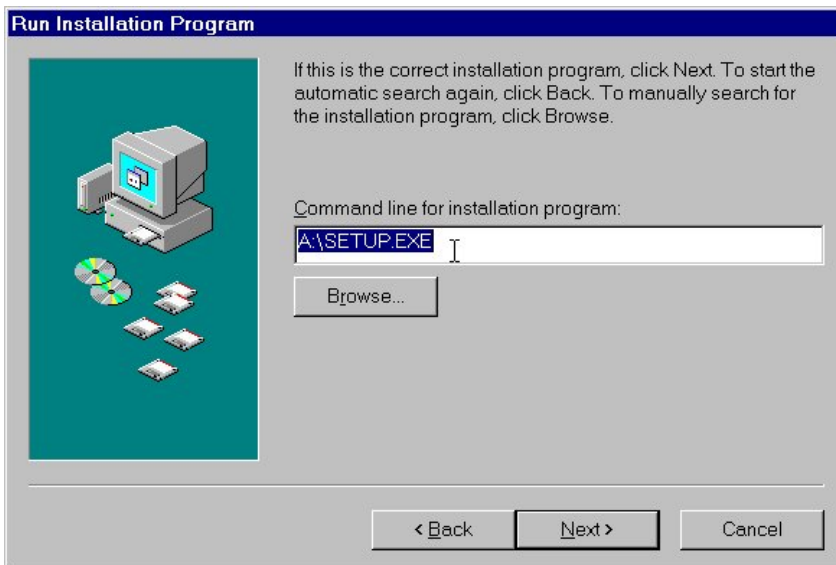 Run Installation Program
If this is the correct installation program, click Next. To start the
automatic search again, click Back. To manually search for
the installation program, click Browse.
Command line for installation program:
A:\SETUP.EXE
Browse...
< Back
Next >
Cancel